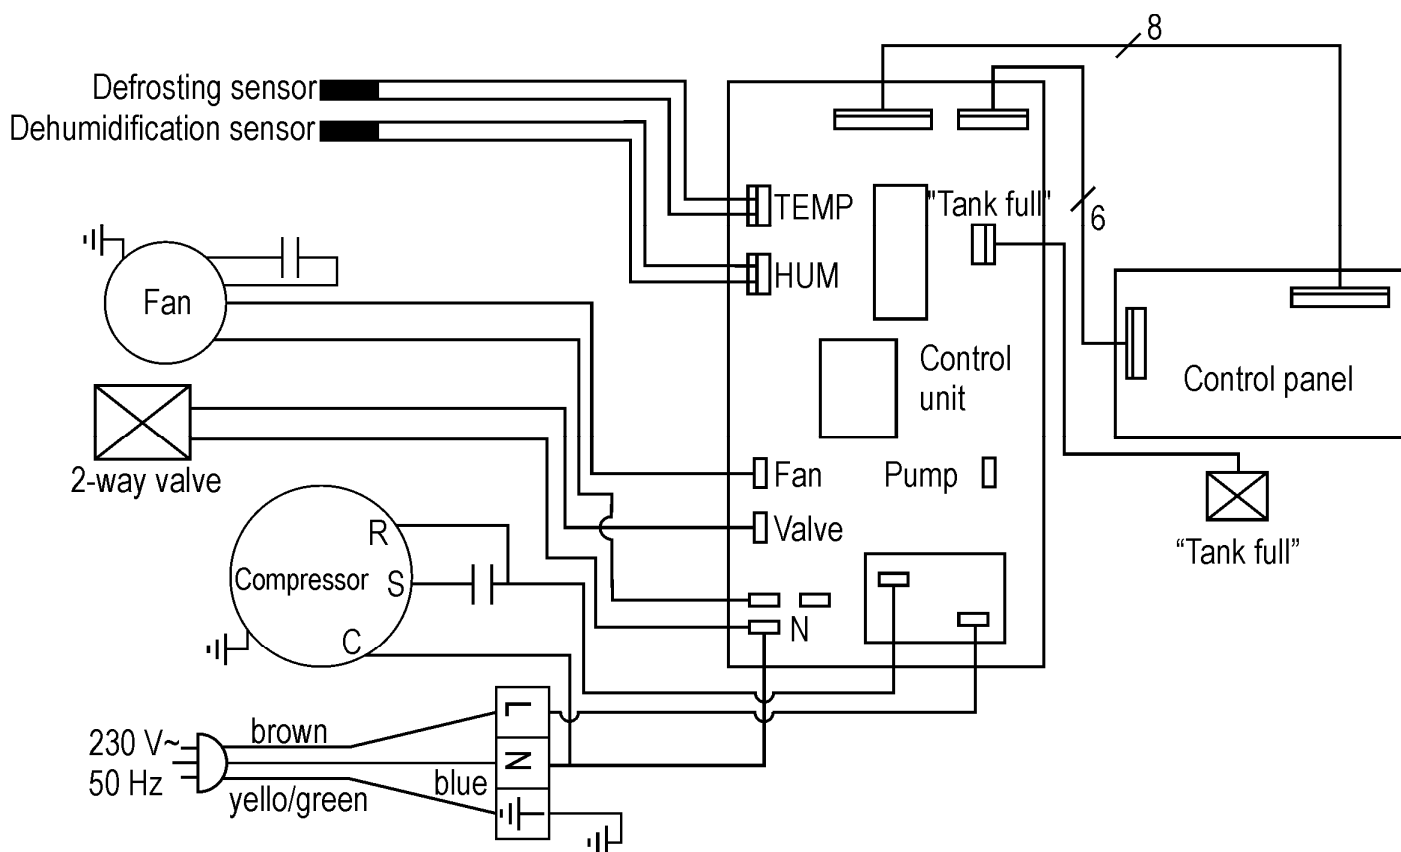 8
Defrosting sensor
Dehumidification sensor
TEMP
"Tank full"
6
HUM
Fan
Control
unit
Control panel
2-way valve
Fan
Pump
Valve
“Tank full”
R
Compressor
S
C
N
L
brown
230 V~
N
50 Hz
blue
yello/green